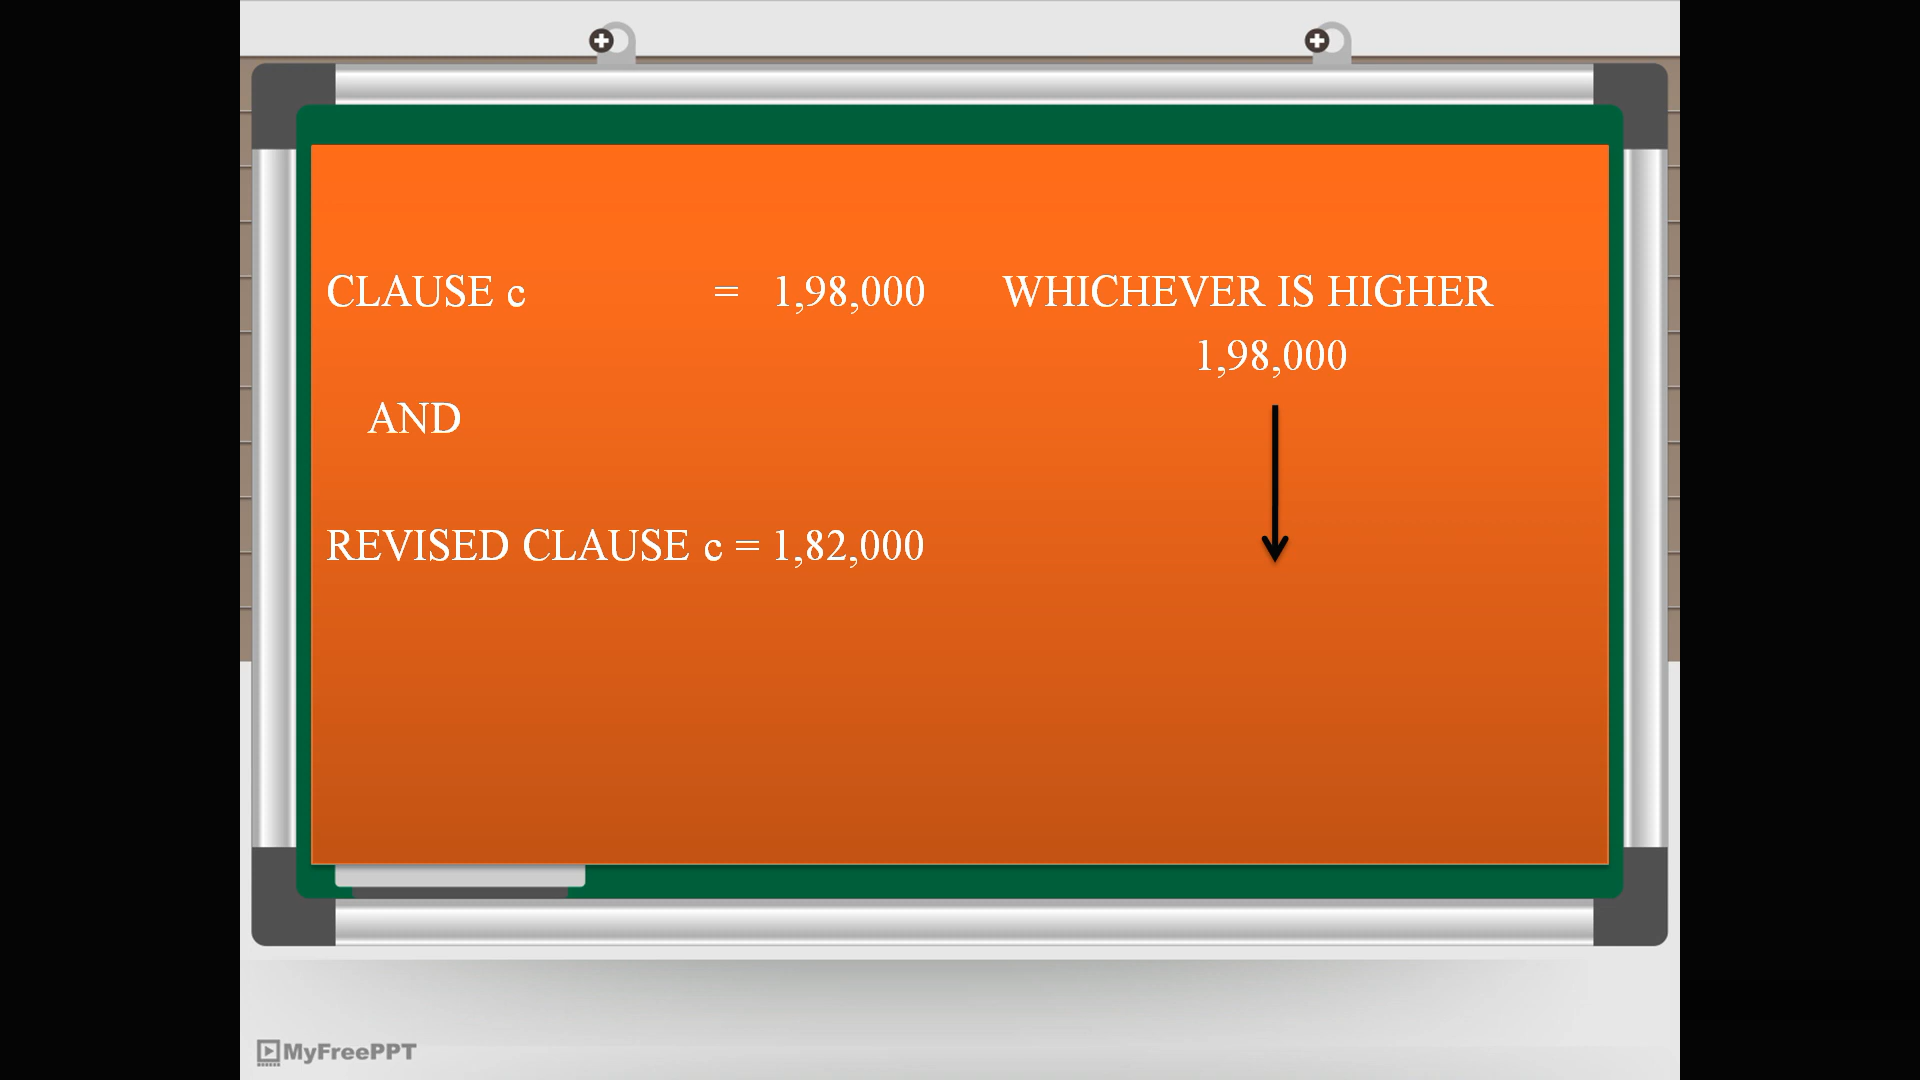 CLAUSE c = 1,98,000 WHICHEVER IS HIGHER
1,98,000
AND
REVISED CLAUSE c = 1,82,000
MyFreePPT